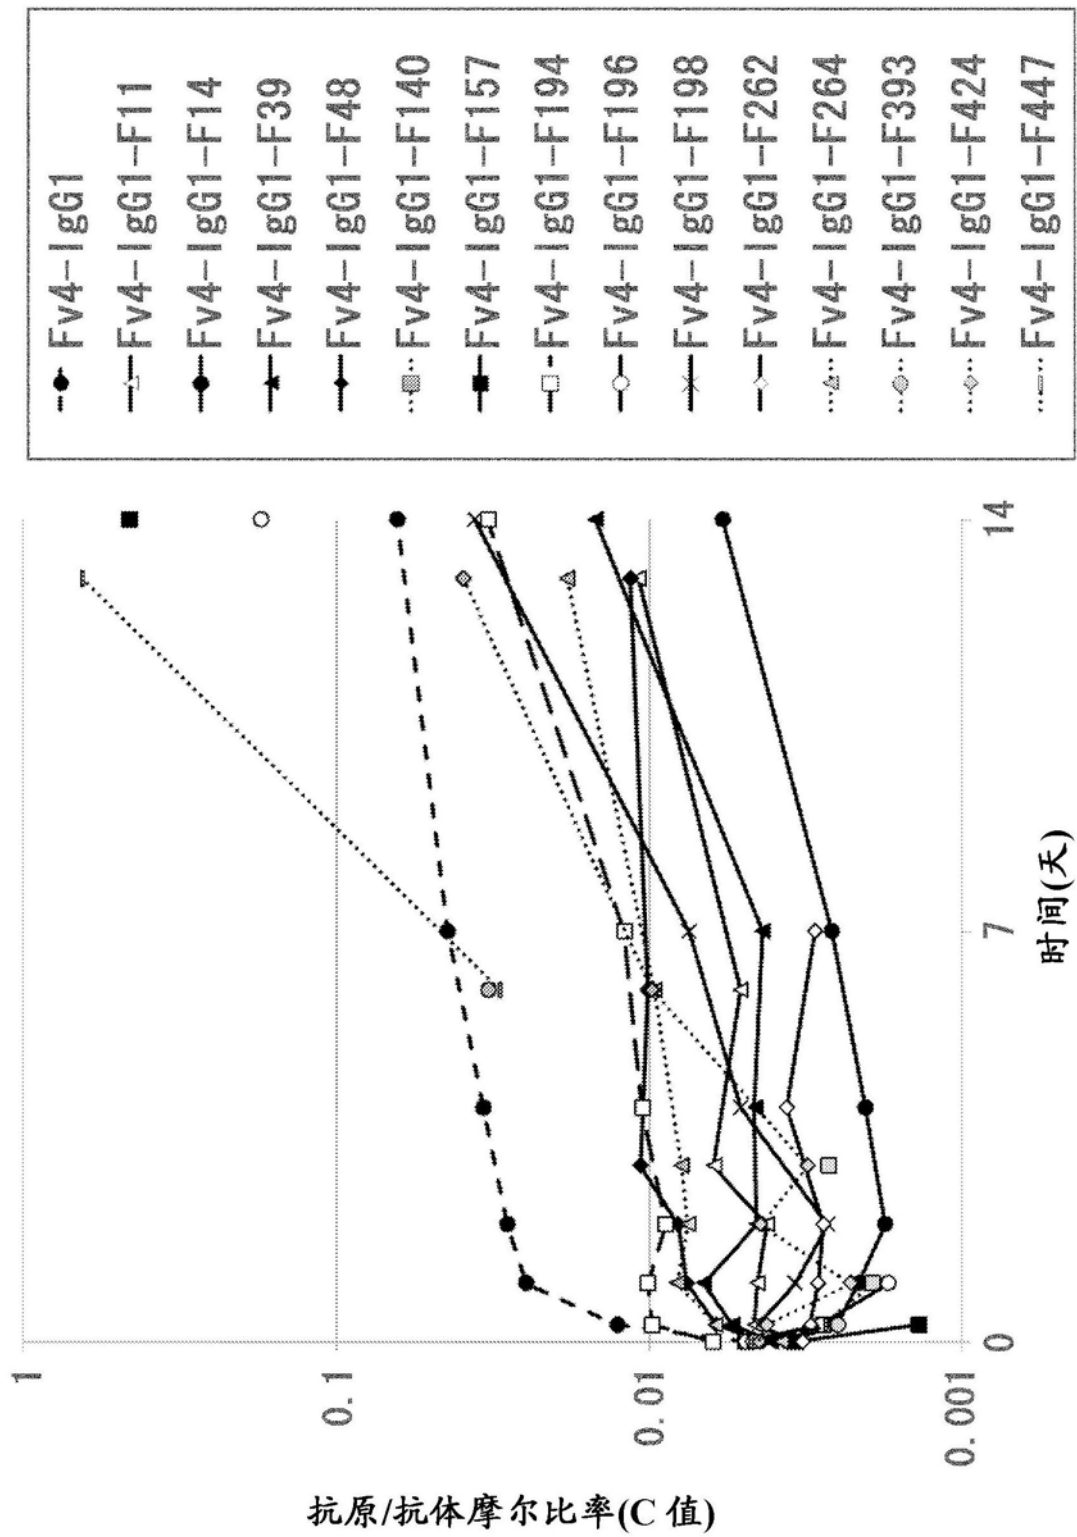 Fv4-IgG1
Fv4-IgG1-F11
Fv4-IgG1-F14
Fv4-IgG1-F39
Fv4-IgG1-F48
Fv4-IgG1-F140
Fv4-IgG1-F157
Fv4-IgG1-F194
Fv4-IgG1-F196
Fv4-IgG1-F198
Fv4-IgG1-F262
Fv4-IgG1-F264
Fv4-IgG1-F393
Fv4-IgG1-F424
Fv4-IgG1-F447
1
0.1
0.01
0.001
0
7
14
时间(天)
抗原/抗体摩尔比率(C 值)